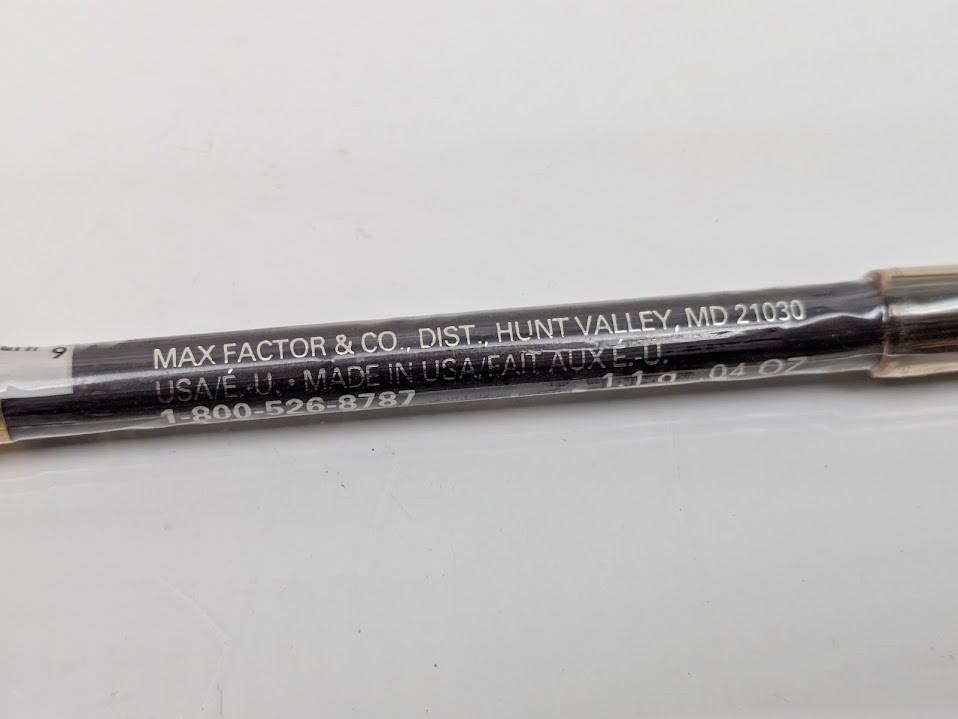 MAX FACTOR & CO., DIST., HUNT VALLEY, MD 21030
USA/É.-U. • MADE IN USA/FAIT AUX É.-U.
1-800-526-8787 1.1 g .04 OZ
9